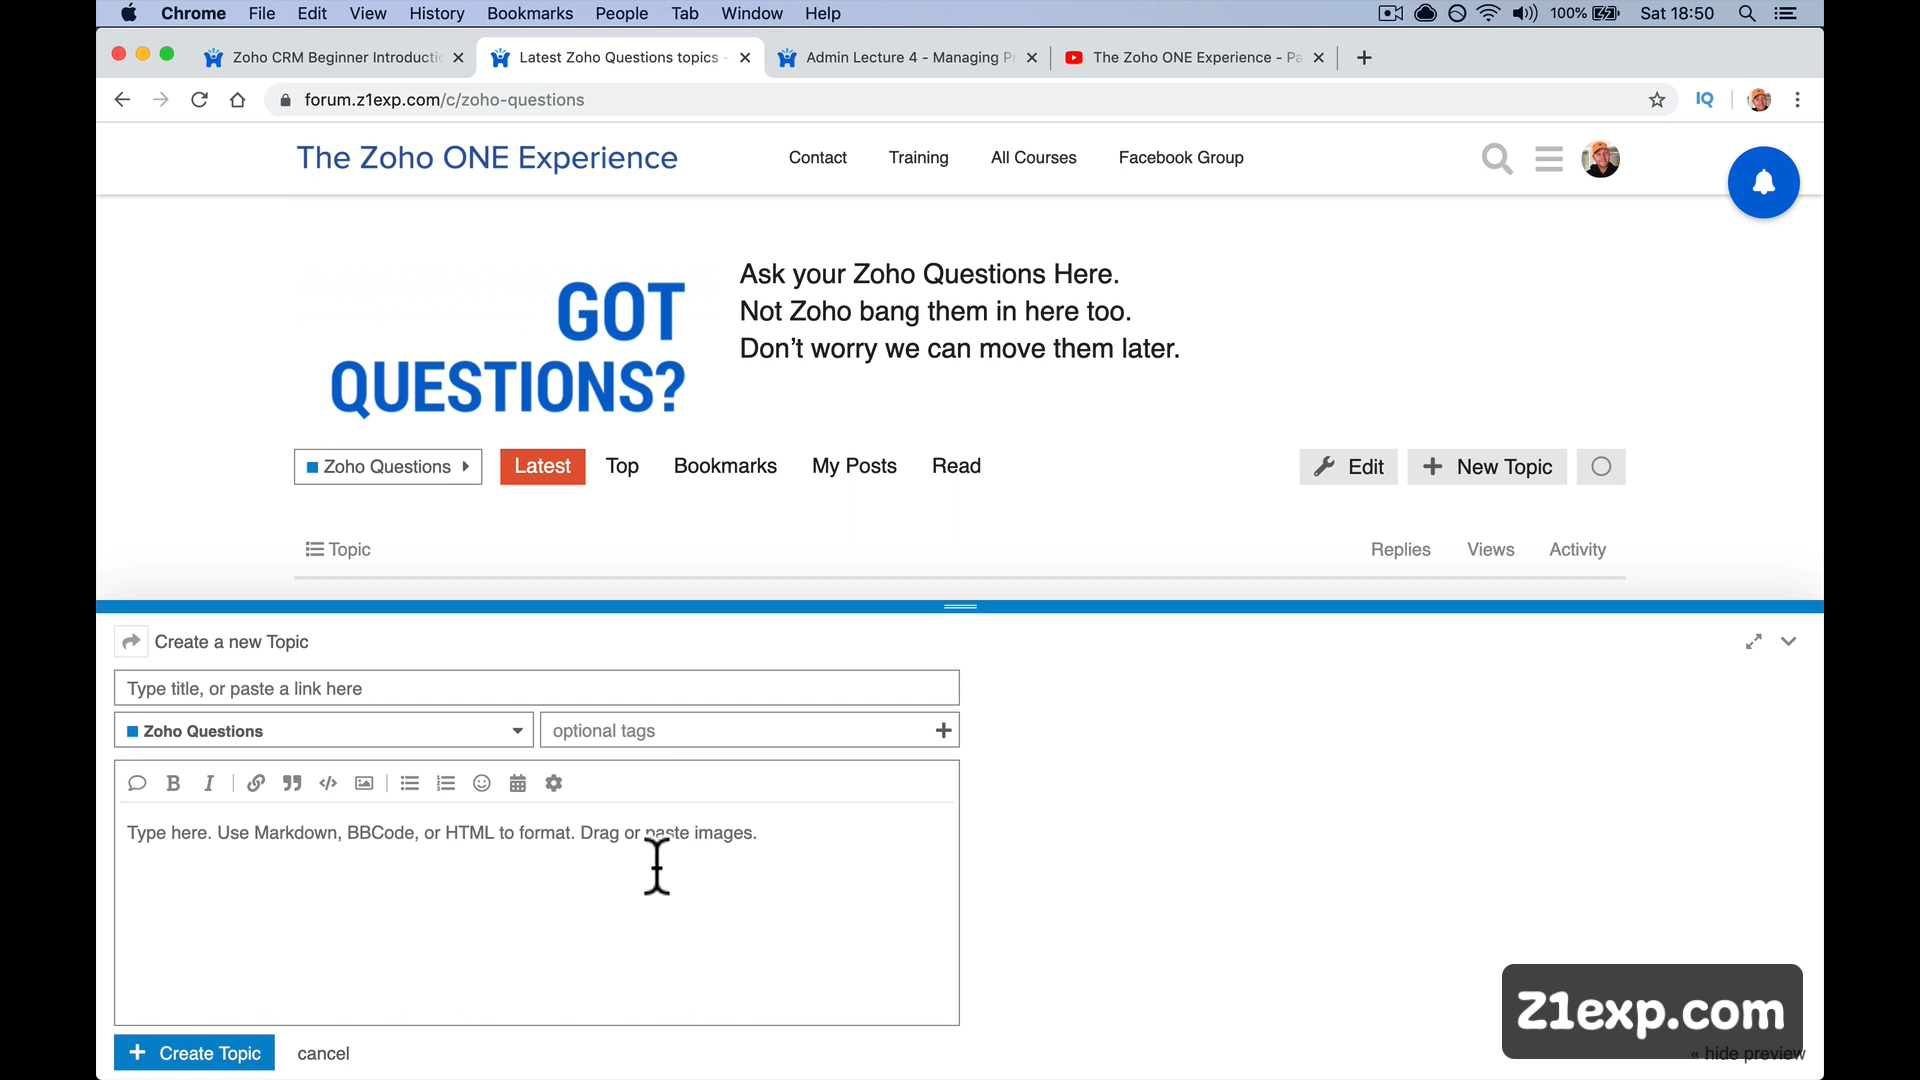 Chrome File Edit View History Bookmarks People Tab Window Help 100% Sat 18:50
Zoho CRM Beginner Introducti
Latest Zoho Questions topics -
Admin Lecture 4 - Managing Pr
The Zoho ONE Experience - Pa
forum.z1exp.com/c/zoho-questions
IQ
The Zoho ONE Experience
Contact Training All Courses Facebook Group
GOT
QUESTIONS?
Ask your Zoho Questions Here.
Not Zoho bang them in here too.
Don’t worry we can move them later.
Zoho Questions Latest Top Bookmarks My Posts Read Edit + New Topic
Topic Replies Views Activity
Create a new Topic
Type title, or paste a link here
Zoho Questions optional tags +
B I
Type here. Use Markdown, BBCode, or HTML to format. Drag or paste images.
+ Create Topic cancel
Z1exp.com
« hide preview